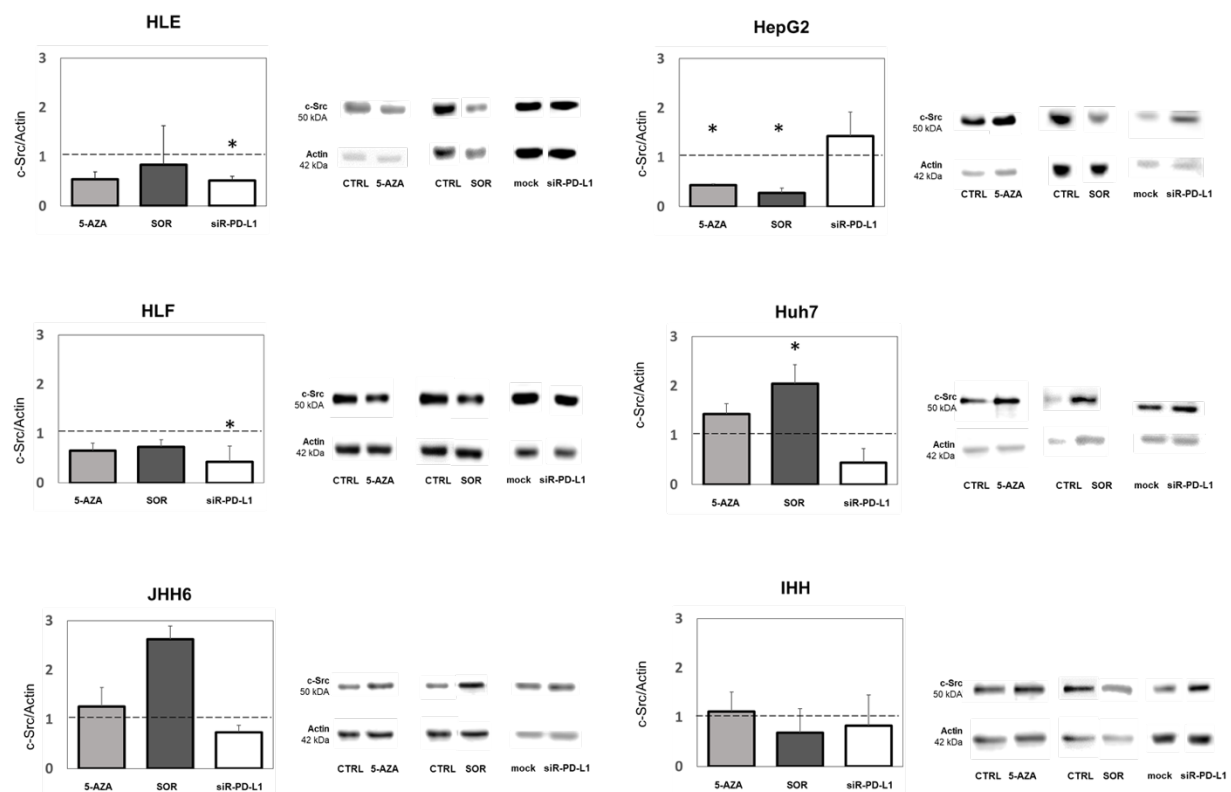 HLE
3
2
1
0
c-Src/Actin
*
5-AZA SOR siR-PD-L1
c-Src
50 kDA
Actin
42 kDa
CTRL 5-AZA CTRL SOR mock siR-PD-L1
HepG2
3
2
1
0
c-Src/Actin
* *
5-AZA SOR siR-PD-L1
c-Src
50 kDA
Actin
42 kDa
CTRL 5-AZA CTRL SOR mock siR-PD-L1
HLF
3
2
1
0
c-Src/Actin
*
5-AZA SOR siR-PD-L1
c-Src
50 kDA
Actin
42 kDa
CTRL 5-AZA CTRL SOR mock siR-PD-L1
Huh7
3
2
1
0
c-Src/Actin
*
5-AZA SOR siR-PD-L1
c-Src
50 kDA
Actin
42 kDa
CTRL 5-AZA CTRL SOR mock siR-PD-L1
JHH6
3
2
1
0
c-Src/Actin
5-AZA SOR siR-PD-L1
c-Src
50 kDA
Actin
42 kDa
CTRL 5-AZA CTRL SOR mock siR-PD-L1
IHH
3
2
1
0
c-Src/Actin
5-AZA SOR siR-PD-L1
c-Src
50 kDA
Actin
42 kDa
CTRL 5-AZA CTRL SOR mock siR-PD-L1